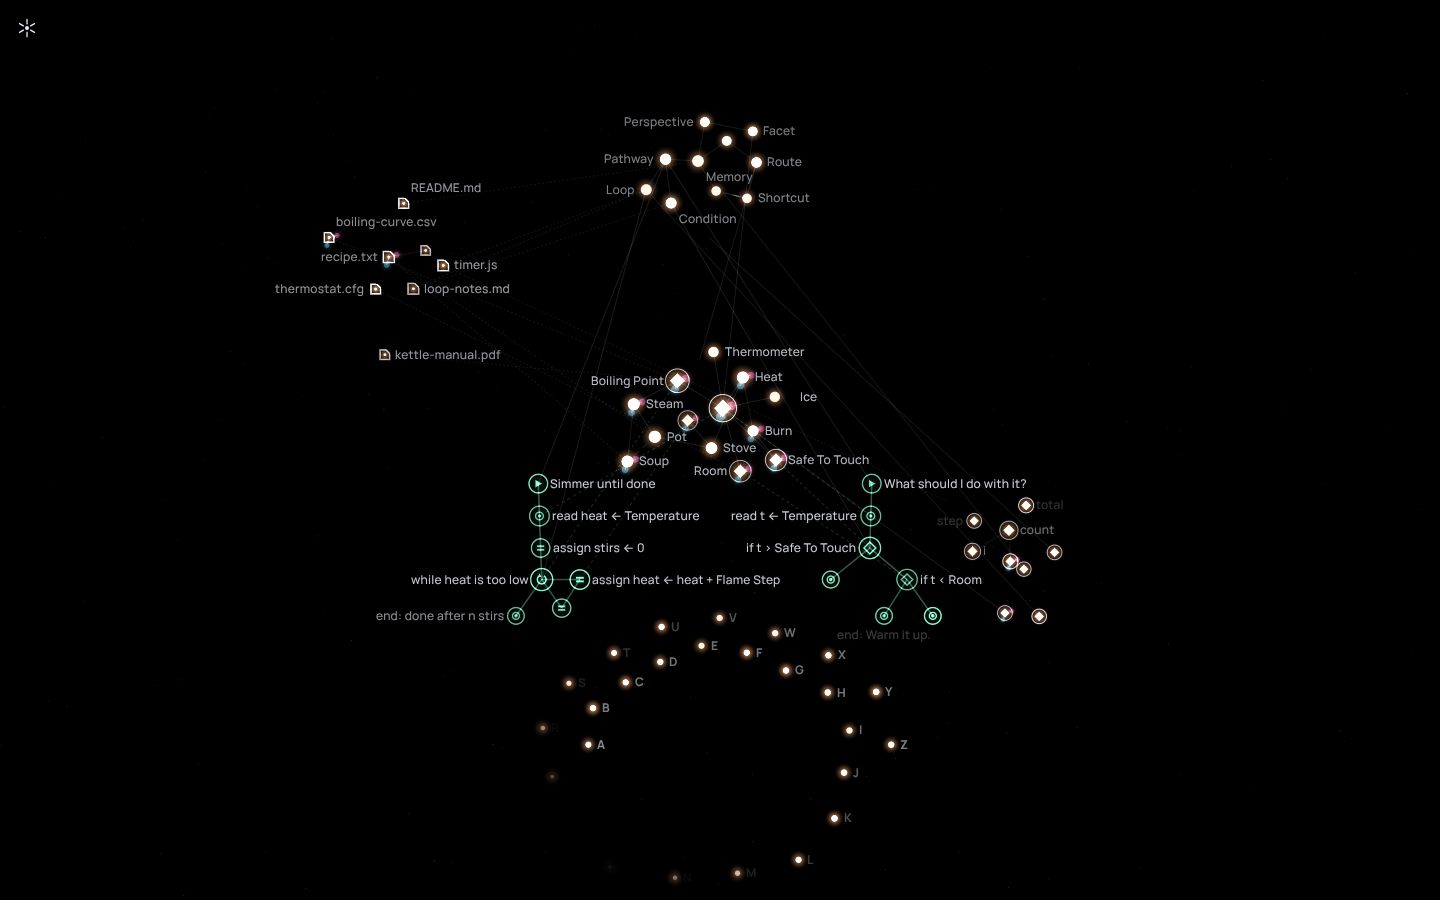 Perspective
Facet
Pathway
Route
Memory
Loop
Shortcut
Condition
README.md
boiling-curve.csv
recipe.txt
timer.js
thermostat.cfg
loop-notes.md
kettle-manual.pdf
Thermometer
Boiling Point
Heat
Ice
Steam
Burn
Pot
Stove
Soup
Room
Safe To Touch
Simmer until done
What should I do with it?
total
read heat ← Temperature
read t ← Temperature
step
count
assign stirs ← 0
if t > Safe To Touch
i
while heat is too low
assign heat ← heat + Flame Step
if t < Room
end: done after n stirs
end: Warm it up.
V
U
W
E
T
D
F
X
G
S
C
H
Y
B
R
I
A
Z
J
K
L
M
N